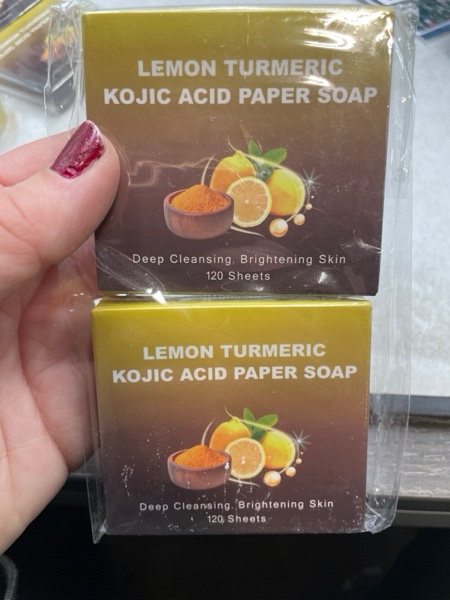 LEMON TURMERIC
KOJIC ACID PAPER SOAP
Deep Cleansing, Brightening Skin
120 Sheets
LEMON TURMERIC
KOJIC ACID PAPER SOAP
Deep Cleansing, Brightening Skin
120 Sheets